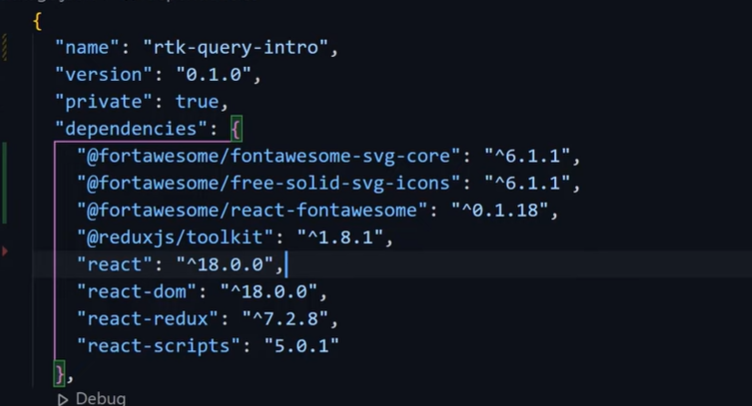 {
"name": "rtk-query-intro",
"version": "0.1.0",
"private": true,
"dependencies": {
"@fortawesome/fontawesome-svg-core": "^6.1.1",
"@fortawesome/free-solid-svg-icons": "^6.1.1",
"@fortawesome/react-fontawesome": "^0.1.18",
"@reduxjs/toolkit": "^1.8.1",
"react": "^18.0.0",
"react-dom": "^18.0.0",
"react-redux": "^7.2.8",
"react-scripts": "5.0.1"
},
Debug